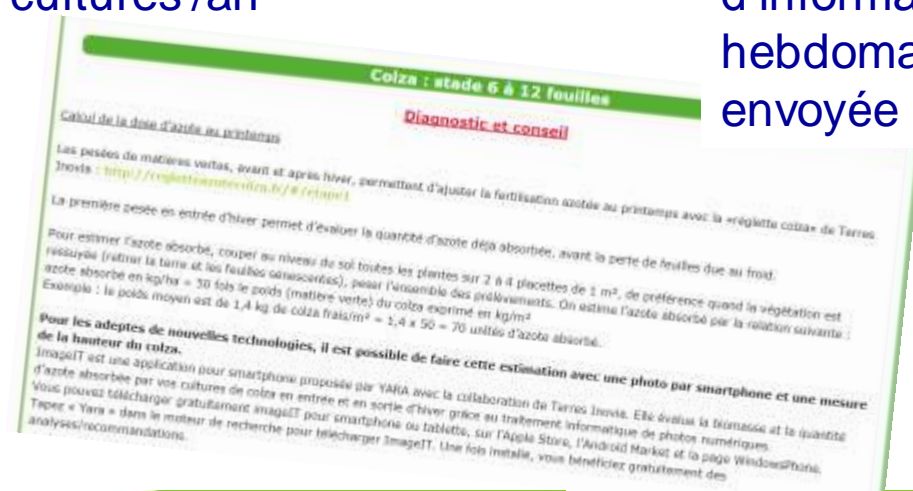 cultures /an
d'informa
hebdoma
envoyée
Colza : stade 6 à 12 feuilles
Diagnostic et conseil
Calcul de la dose d'azote au printemps
Les pesées de matières vertes, avant et après hiver, permettent d'ajuster la fertilisation azotée au printemps avec la «réglette colza» de Terres
Inovia : http://regletteazotecolza.fr/#/etape1
La première pesée en entrée d'hiver permet d'évaluer la quantité d'azote déjà absorbée, avant la perte de feuilles due au froid.
Pour estimer l'azote absorbé, couper au niveau du sol toutes les plantes sur 2 à 4 placettes de 1 m², de préférence quand la végétation est
ressuyée (retirer la terre et les feuilles sénescentes), peser l'ensemble des prélèvements. On estime l'azote absorbé par la relation suivante :
azote absorbé en kg/ha = 50 fois le poids (matière verte) du colza exprimé en kg/m²
Exemple : le poids moyen est de 1,4 kg de colza frais/m² = 1,4 x 50 = 70 unités d'azote absorbé.
Pour les adeptes de nouvelles technologies, il est possible de faire cette estimation avec une photo par smartphone et une mesure
de la hauteur du colza.
ImageIT est une application pour smartphone proposée par YARA avec la collaboration de Terres Inovia. Elle évalue la biomasse et la quantité
d'azote absorbée par vos cultures de colza en entrée et en sortie d'hiver grâce au traitement informatique de photos numériques.
Vous pouvez télécharger gratuitement imageIT pour smartphone ou tablette, sur l'Apple Store, l'Android Market et la page WindowsPhone.
Tapez « Yara » dans le moteur de recherche pour télécharger ImageIT. Une fois installé, vous bénéficiez gratuitement des
analyses/recommandations.